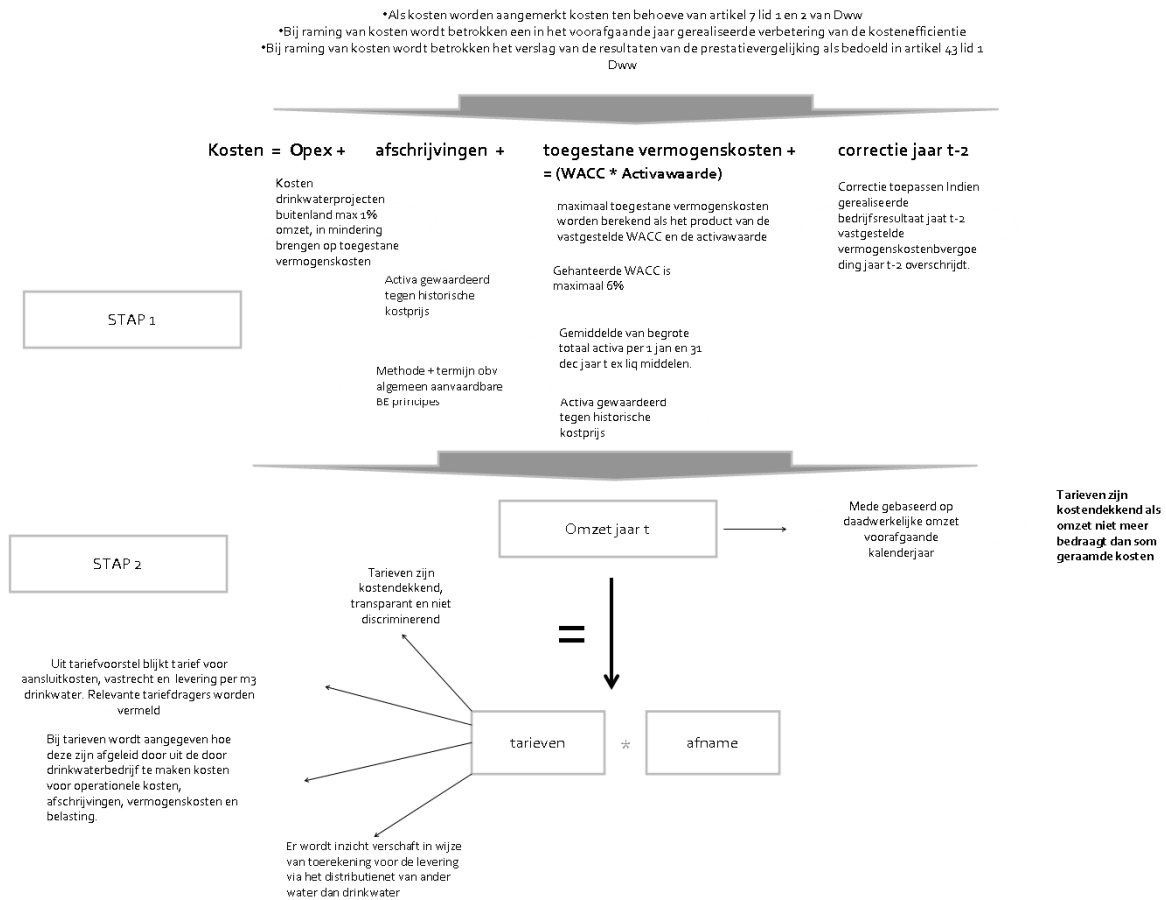 •Als kosten worden aangemerkt kosten ten behoeve van artikel 7 lid 1 en 2 van Dww
•Bij raming van kosten wordt betrokken een in het voorafgaande jaar gerealiseerde verbetering van de kostenefficientie
•Bij raming van kosten wordt betrokken het verslag van de resultaten van de prestatievergelijking als bedoeld in artikel 43 lid 1
Dww
Kosten = Opex + afschrijvingen + toegestane vermogenskosten + correctie jaar t-2
= (WACC * Activawaarde)
Kosten
drinkwaterprojecten
buitenland max 1%
omzet, in mindering
brengen op toegestane
vermogenskosten
Activa gewaardeerd
tegen historische
kostprijs
Methode + termijn obv
algemeen aanvaardbare
BE principes
maximaal toegestane vermogenskosten
worden berekend als het product van de
vastgestelde WACC en de activawaarde
Gehanteerde WACC is
maximaal 6%
Gemiddelde van begrote
totaal activa per 1 jan en 31
dec jaar t ex liq middelen.
Activa gewaardeerd
tegen historische
kostprijs
Correctie toepassen Indien
gerealiseerde
bedrijfsresultaat jaat t-2
vastgestelde
vermogenskostenbvergoe
ding jaar t-2 overschrijdt.
STAP 1
STAP 2
Omzet jaar t
Mede gebaseerd op
daadwerkelijke omzet
voorafgaande
kalenderjaar
Tarieven zijn
kostendekkend als
omzet niet meer
bedraagt dan som
geraamde kosten
Tarieven zijn
kostendekkend,
transparant en niet
discriminerend
=
Uit tariefvoorstel blijkt tarief voor
aansluitkosten, vastrecht en levering per m3
drinkwater. Relevante tariefdragers worden
vermeld
Bij tarieven wordt aangegeven hoe
deze zijn afgeleid door uit de door
drinkwaterbedrijf te maken kosten
voor operationele kosten,
afschrijvingen, vermogenskosten en
belasting.
tarieven * afname
Er wordt inzicht verschaft in wijze
van toerekening voor de levering
via het distributienet van ander
water dan drinkwater